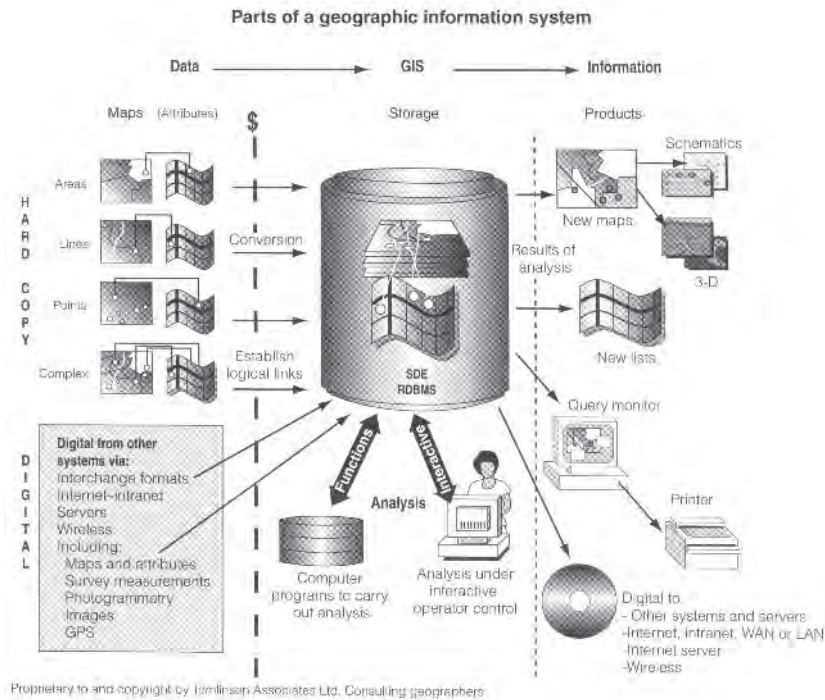 Parts of a geographic information system
Data
GIS
Information
Maps
(Attributes)
$
Storage
Products
HARD COPY
Areas
Lines
Points
Complex
Conversion
Establish
logical links
SDE
RDBMS
Results of
analysis
New maps
Schematics
3-D
New lists
Query monitor
Printer
DIGITAL
Digital from other
systems via:
Interchange formats
Internet-intranet
Servers
Wireless
Including:
Maps and attributes
Survey measurements
Photogrammetry
Images
GPS
Functions
Interactive
Analysis
Computer
programs to carry
out analysis
Analysis under
interactive
operator control
Digital to
- Other systems and servers
-Internet, intranet, WAN or LAN
-Internet server
-Wireless
Proprietary to and copyright by Tomlinson Associates Ltd. Consulting geographers